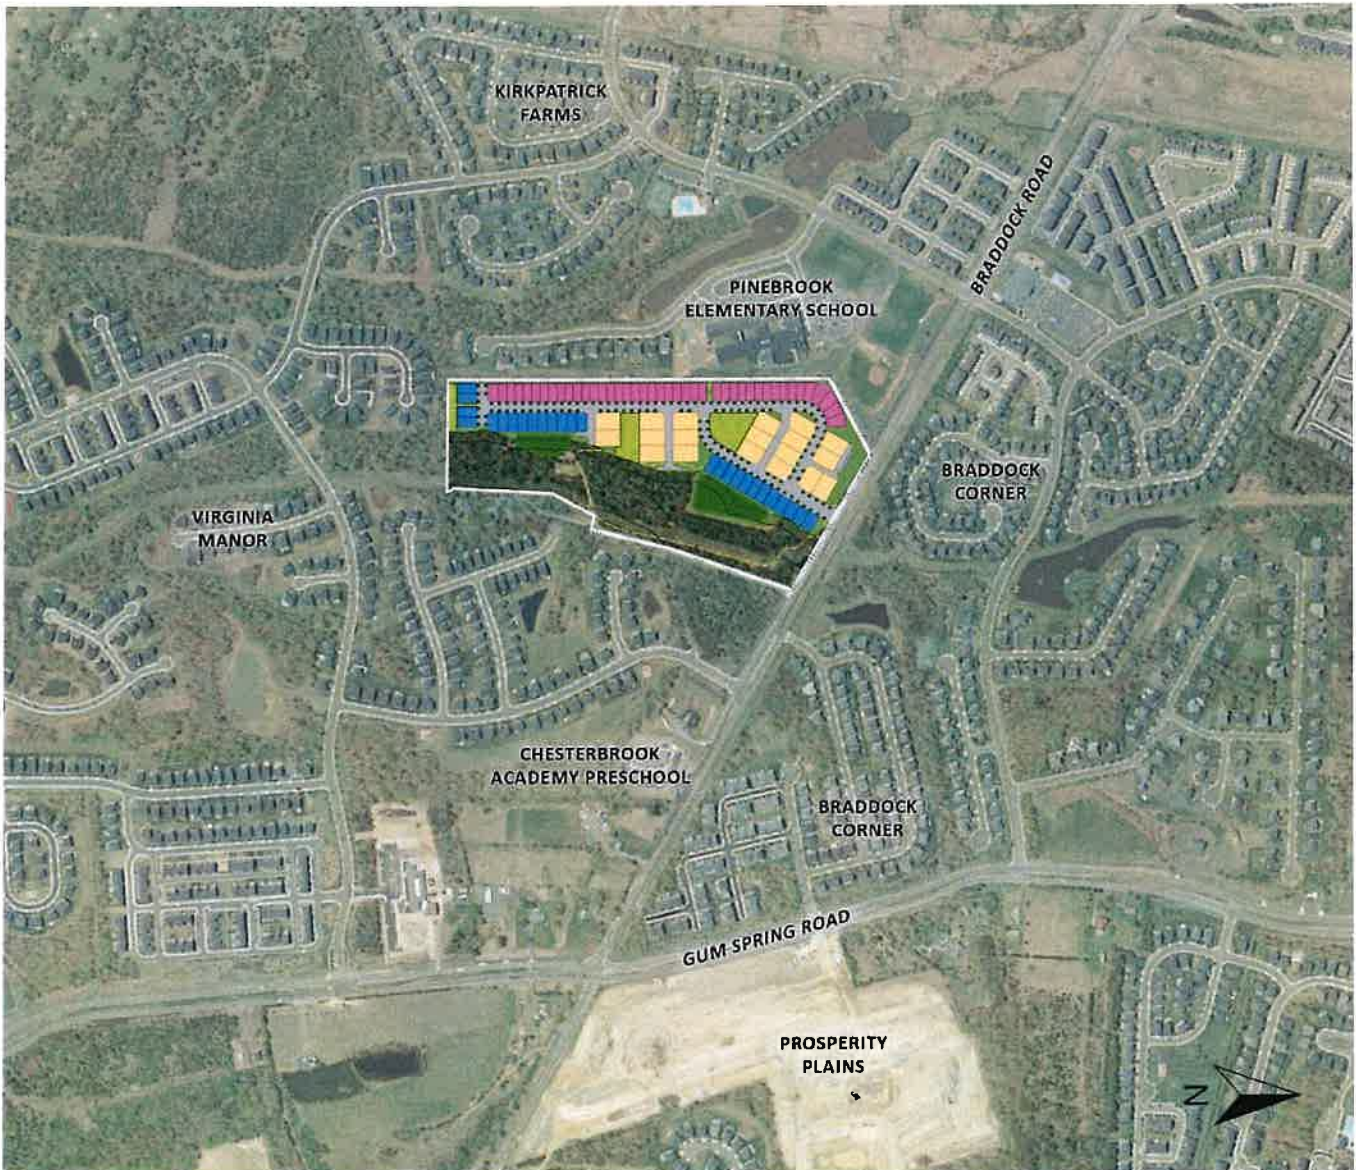 KIRKPATRICK
FARMS
BRADDOCK ROAD
PINEBROOK
ELEMENTARY SCHOOL
BRADDOCK
CORNER
VIRGINIA
MANOR
CHESTERBROOK
ACADEMY PRESCHOOL
BRADDOCK
CORNER
GUM SPRING ROAD
PROSPERITY
PLAINS
N